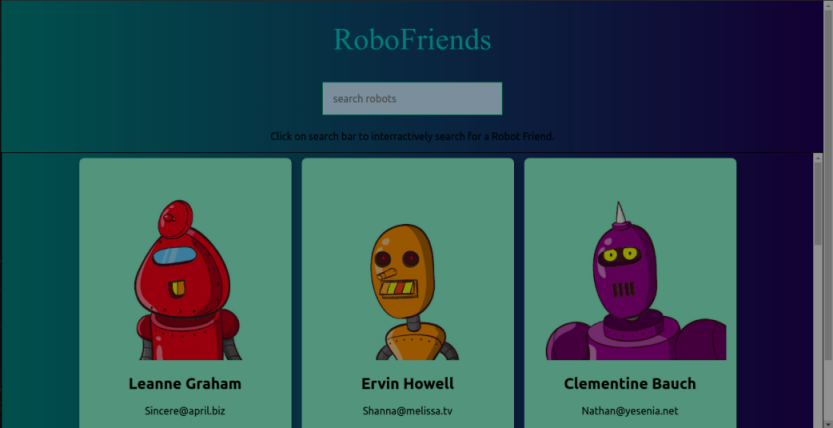 RoboFriends
search robots
Click on search bar to interractively search for a Robot Friend.
Leanne Graham
Ervin Howell
Clementine Bauch
Sincere@april.biz
Shanna@melissa.tv
Nathan@yesenia.net